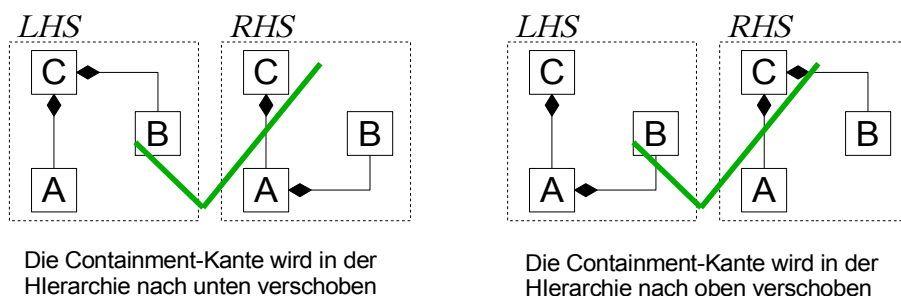 LHS RHS
C C
B B
A A
Die Containment-Kante wird in der
HIerarchie nach unten verschoben
LHS RHS
C C
B B
A A
Die Containment-Kante wird in der
HIerarchie nach oben verschoben